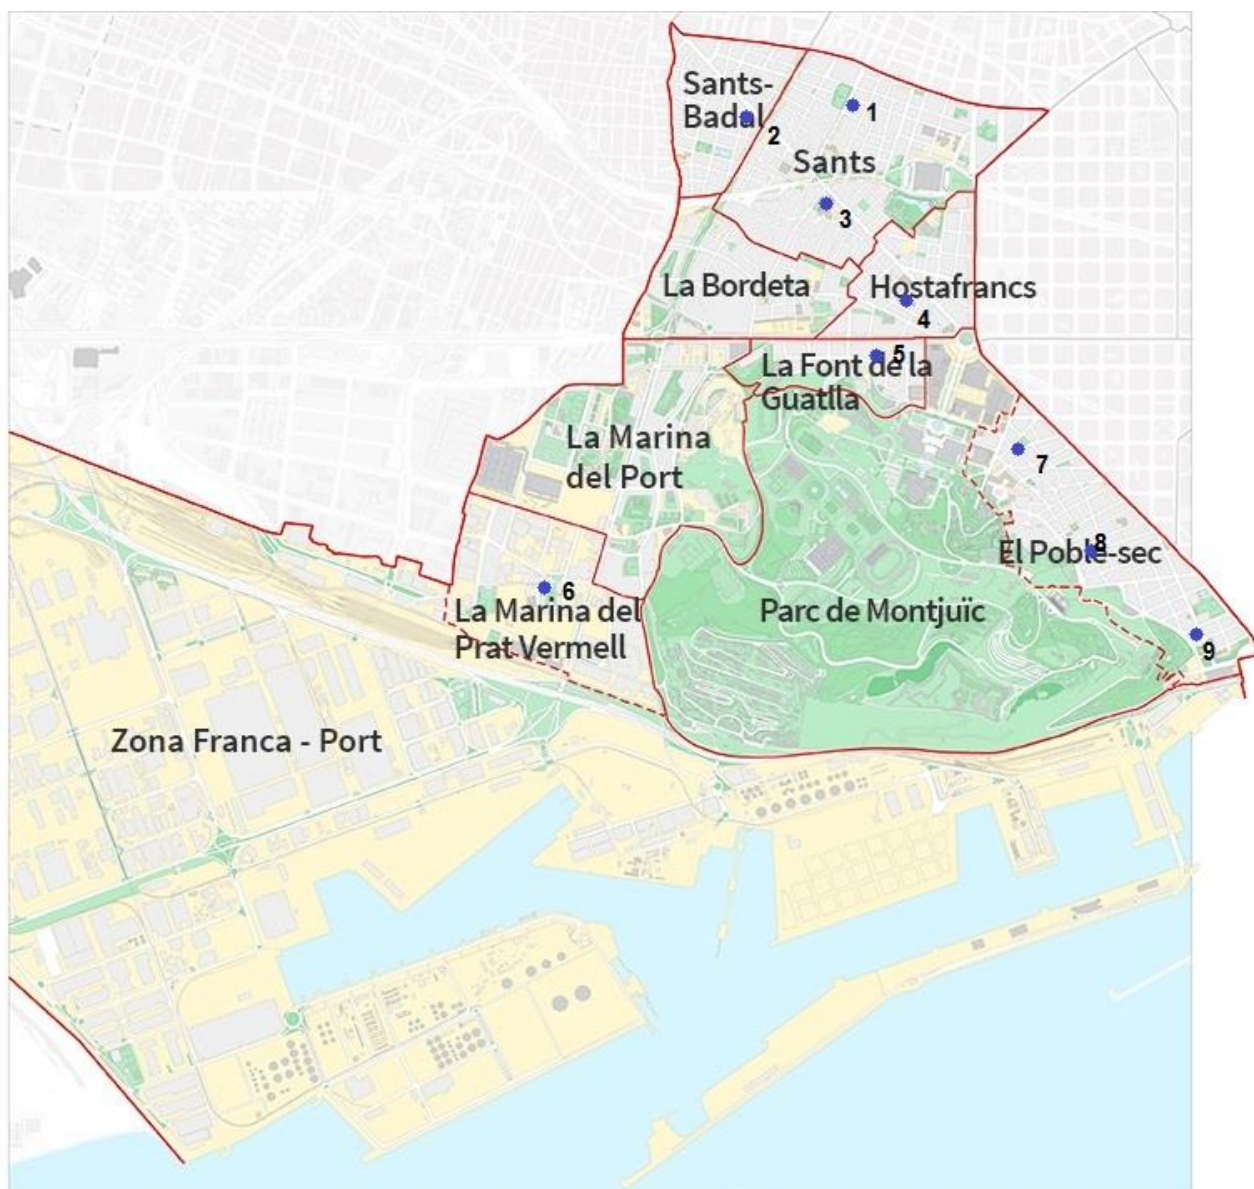 Sants-
Badal
1
2
Sants
3
La Bordeta
Hostafrancs
4
5
La Font de la
Guatlla
La Marina
del Port
7
8
El Poble-sec
6
La Marina del
Prat Vermell
Parc de Montjuïc
9
Zona Franca - Port